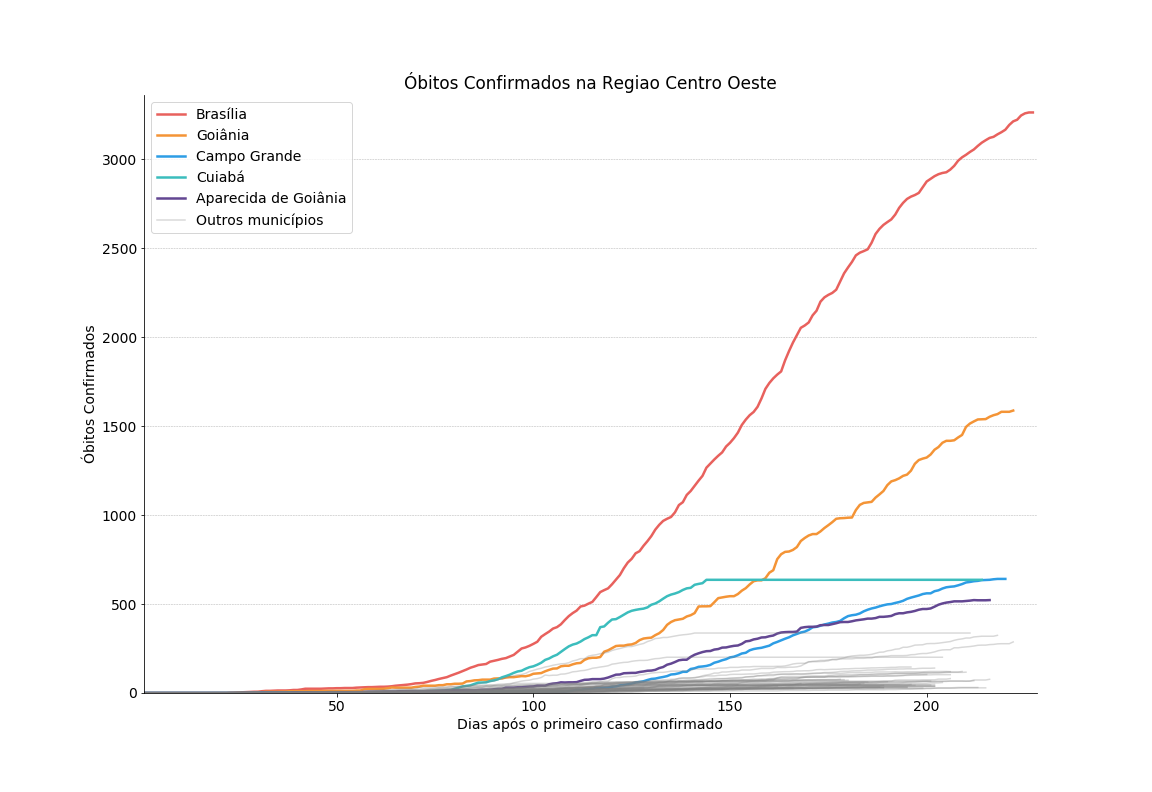 Óbitos Confirmados na Regiao Centro Oeste
Brasília
Goiânia
Campo Grande
Cuiabá
Aparecida de Goiânia
Outros municípios
3000
2500
2000
1500
1000
500
0
Óbitos Confirmados
50 100 150 200
Dias após o primeiro caso confirmado